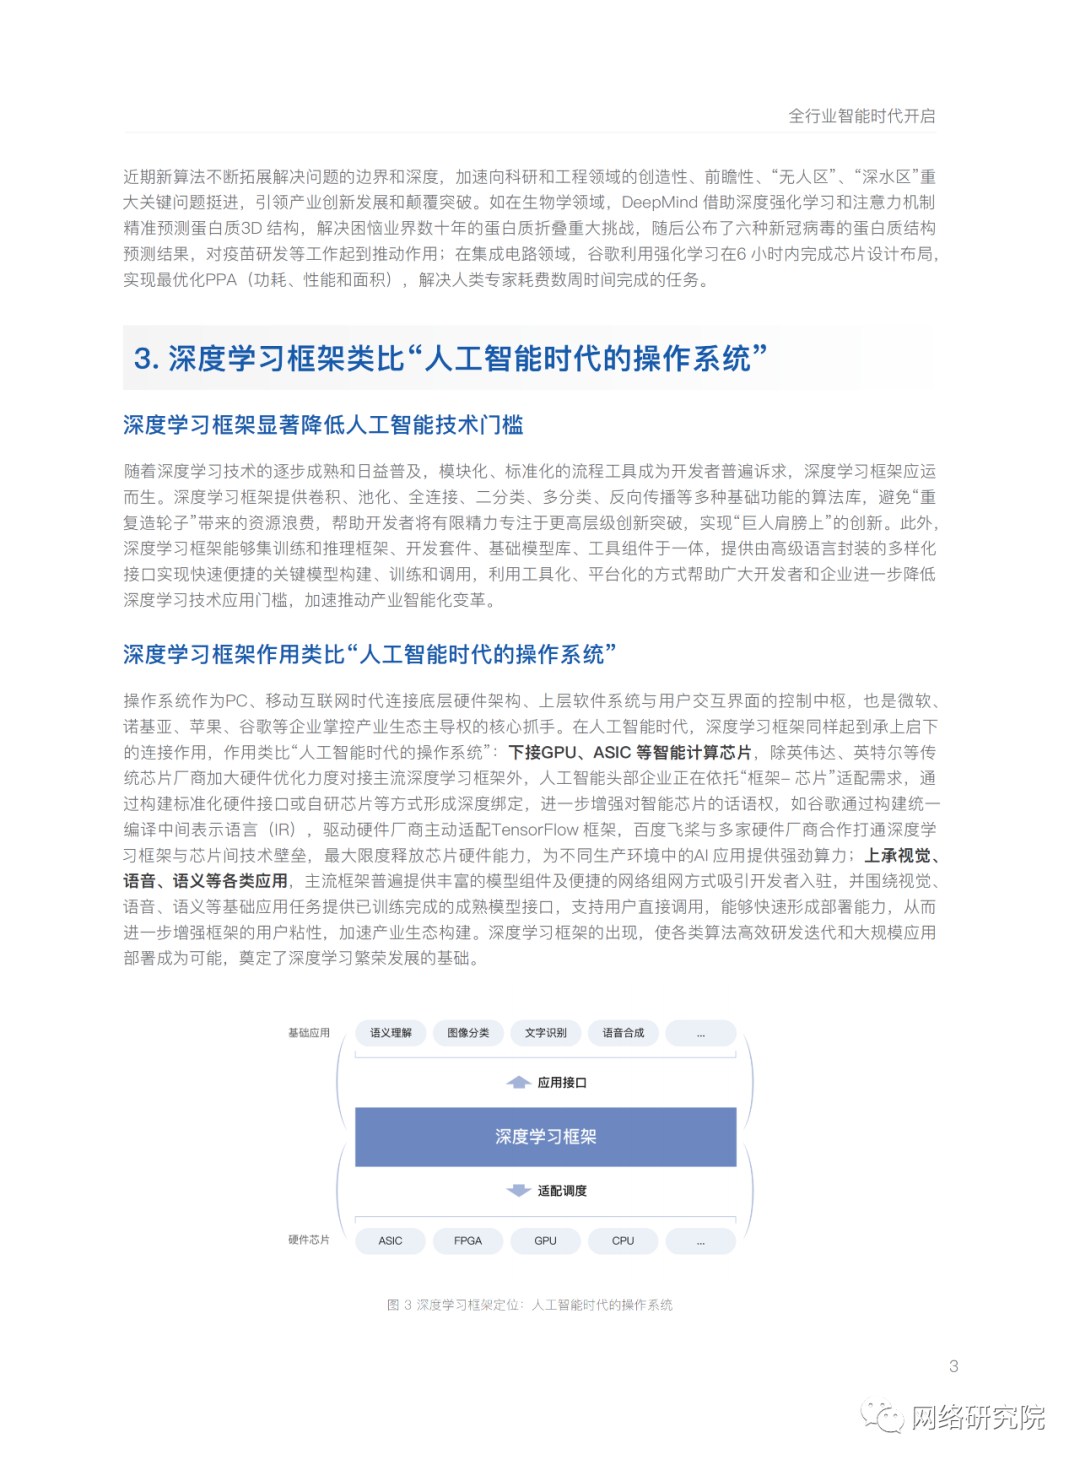 全行业智能时代开启
近期新算法不断拓展解决问题的边界和深度，加速向科研和工程领域的创造性、前瞻性、“无人区”、“深水区”重
大关键问题挺进，引领产业创新发展和颠覆突破。如在生物学领域，DeepMind 借助深度强化学习和注意力机制
精准预测蛋白质3D 结构，解决困恼业界数十年的蛋白质折叠重大挑战，随后公布了六种新冠病毒的蛋白质结构
预测结果，对疫苗研发等工作起到推动作用；在集成电路领域，谷歌利用强化学习在6 小时内完成芯片设计布局，
实现最优化PPA（功耗、性能和面积），解决人类专家耗费数周时间完成的任务。
3. 深度学习框架类比“人工智能时代的操作系统”
深度学习框架显著降低人工智能技术门槛
随着深度学习技术的逐步成熟和日益普及，模块化、标准化的流程工具成为开发者普遍诉求，深度学习框架应运
而生。深度学习框架提供卷积、池化、全连接、二分类、多分类、反向传播等多种基础功能的算法库，避免“重
复造轮子”带来的资源浪费，帮助开发者将有限精力专注于更高层级创新突破，实现“巨人肩膀上”的创新。此外，
深度学习框架能够集训练和推理框架、开发套件、基础模型库、工具组件于一体，提供由高级语言封装的多样化
接口实现快速便捷的关键模型构建、训练和调用，利用工具化、平台化的方式帮助广大开发者和企业进一步降低
深度学习技术应用门槛，加速推动产业智能化变革。
深度学习框架作用类比“人工智能时代的操作系统”
操作系统作为PC、移动互联网时代连接底层硬件架构、上层软件系统与用户交互界面的控制中枢，也是微软、
诺基亚、苹果、谷歌等企业掌控产业生态主导权的核心抓手。在人工智能时代，深度学习框架同样起到承上启下
的连接作用，作用类比“人工智能时代的操作系统”：下接GPU、ASIC 等智能计算芯片，除英伟达、英特尔等传
统芯片厂商加大硬件优化力度对接主流深度学习框架外，人工智能头部企业正在依托“框架– 芯片”适配需求，通
过构建标准化硬件接口或自研芯片等方式形成深度绑定，进一步增强对智能芯片的话语权，如谷歌通过构建统一
编译中间表示语言（IR），驱动硬件厂商主动适配TensorFlow 框架，百度飞桨与多家硬件厂商合作打通深度学
习框架与芯片间技术壁垒，最大限度释放芯片硬件能力，为不同生产环境中的AI 应用提供强劲算力；上承视觉、
语音、语义等各类应用，主流框架普遍提供丰富的模型组件及便捷的网络组网方式吸引开发者入驻，并围绕视觉、
语音、语义等基础应用任务提供已训练完成的成熟模型接口，支持用户直接调用，能够快速形成部署能力，从而
进一步增强框架的用户粘性，加速产业生态构建。深度学习框架的出现，使各类算法高效研发迭代和大规模应用
部署成为可能，奠定了深度学习繁荣发展的基础。
基础应用 语义理解 图像分类 文字识别 语音合成 ...
应用接口
深度学习框架
适配调度
硬件芯片 ASIC FPGA GPU CPU ...
图 3 深度学习框架定位：人工智能时代的操作系统
3
网络研究院